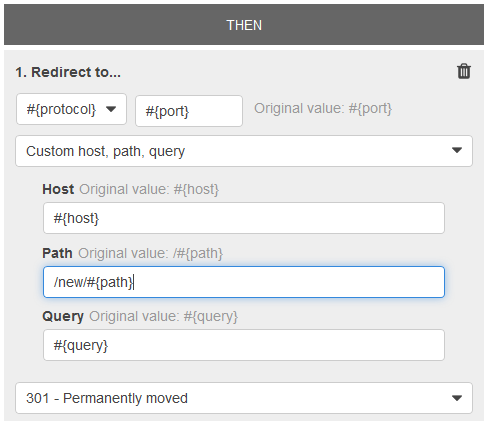 THEN
1. Redirect to...
#{protocol} #{port} Original value: #{port}
Custom host, path, query
Host Original value: #{host}
#{host}
Path Original value: /#{path}
/new/#{path}
Query Original value: #{query}
#{query}
301 - Permanently moved